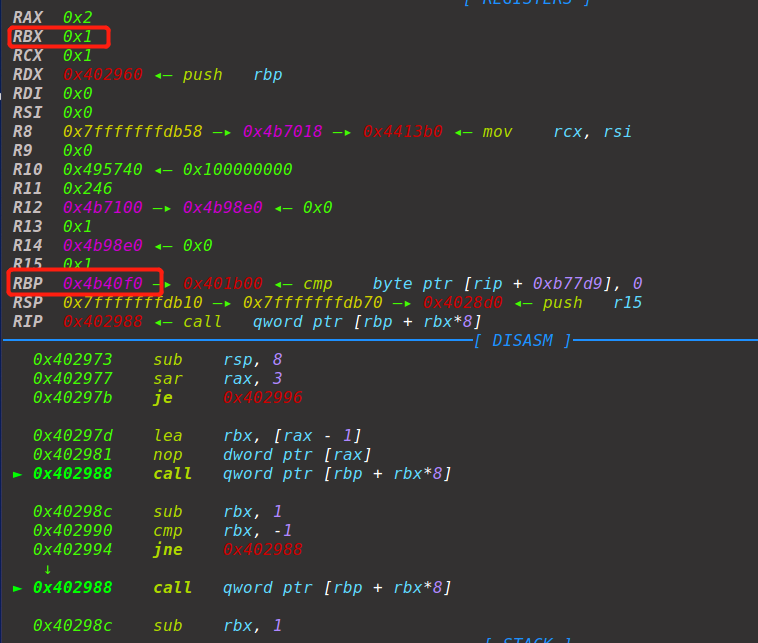 [ REGISTERS ]
RAX 0x2
RBX 0x1
RCX 0x1
RDX 0x402960 ◂— push rbp
RDI 0x0
RSI 0x0
R8 0x7fffffffdb58 —▸ 0x4b7018 —▸ 0x4413b0 ◂— mov rcx, rsi
R9 0x0
R10 0x495740 ◂— 0x100000000
R11 0x246
R12 0x4b7100 —▸ 0x4b98e0 ◂— 0x0
R13 0x1
R14 0x4b98e0 ◂— 0x0
R15 0x1
RBP 0x4b40f0 —▸ 0x401b00 ◂— cmp byte ptr [rip + 0xb77d9], 0
RSP 0x7fffffffdb10 —▸ 0x7fffffffdb70 —▸ 0x4028d0 ◂— push r15
RIP 0x402988 ◂— call qword ptr [rbp + rbx*8]
[ DISASM ]
0x402973 sub rsp, 8
0x402977 sar rax, 3
0x40297b je 0x402996
0x40297d lea rbx, [rax - 1]
0x402981 nop dword ptr [rax]
► 0x402988 call qword ptr [rbp + rbx*8]
0x40298c sub rbx, 1
0x402990 cmp rbx, -1
0x402994 jne 0x402988
↓
► 0x402988 call qword ptr [rbp + rbx*8]
0x40298c sub rbx, 1
[ STACK ]